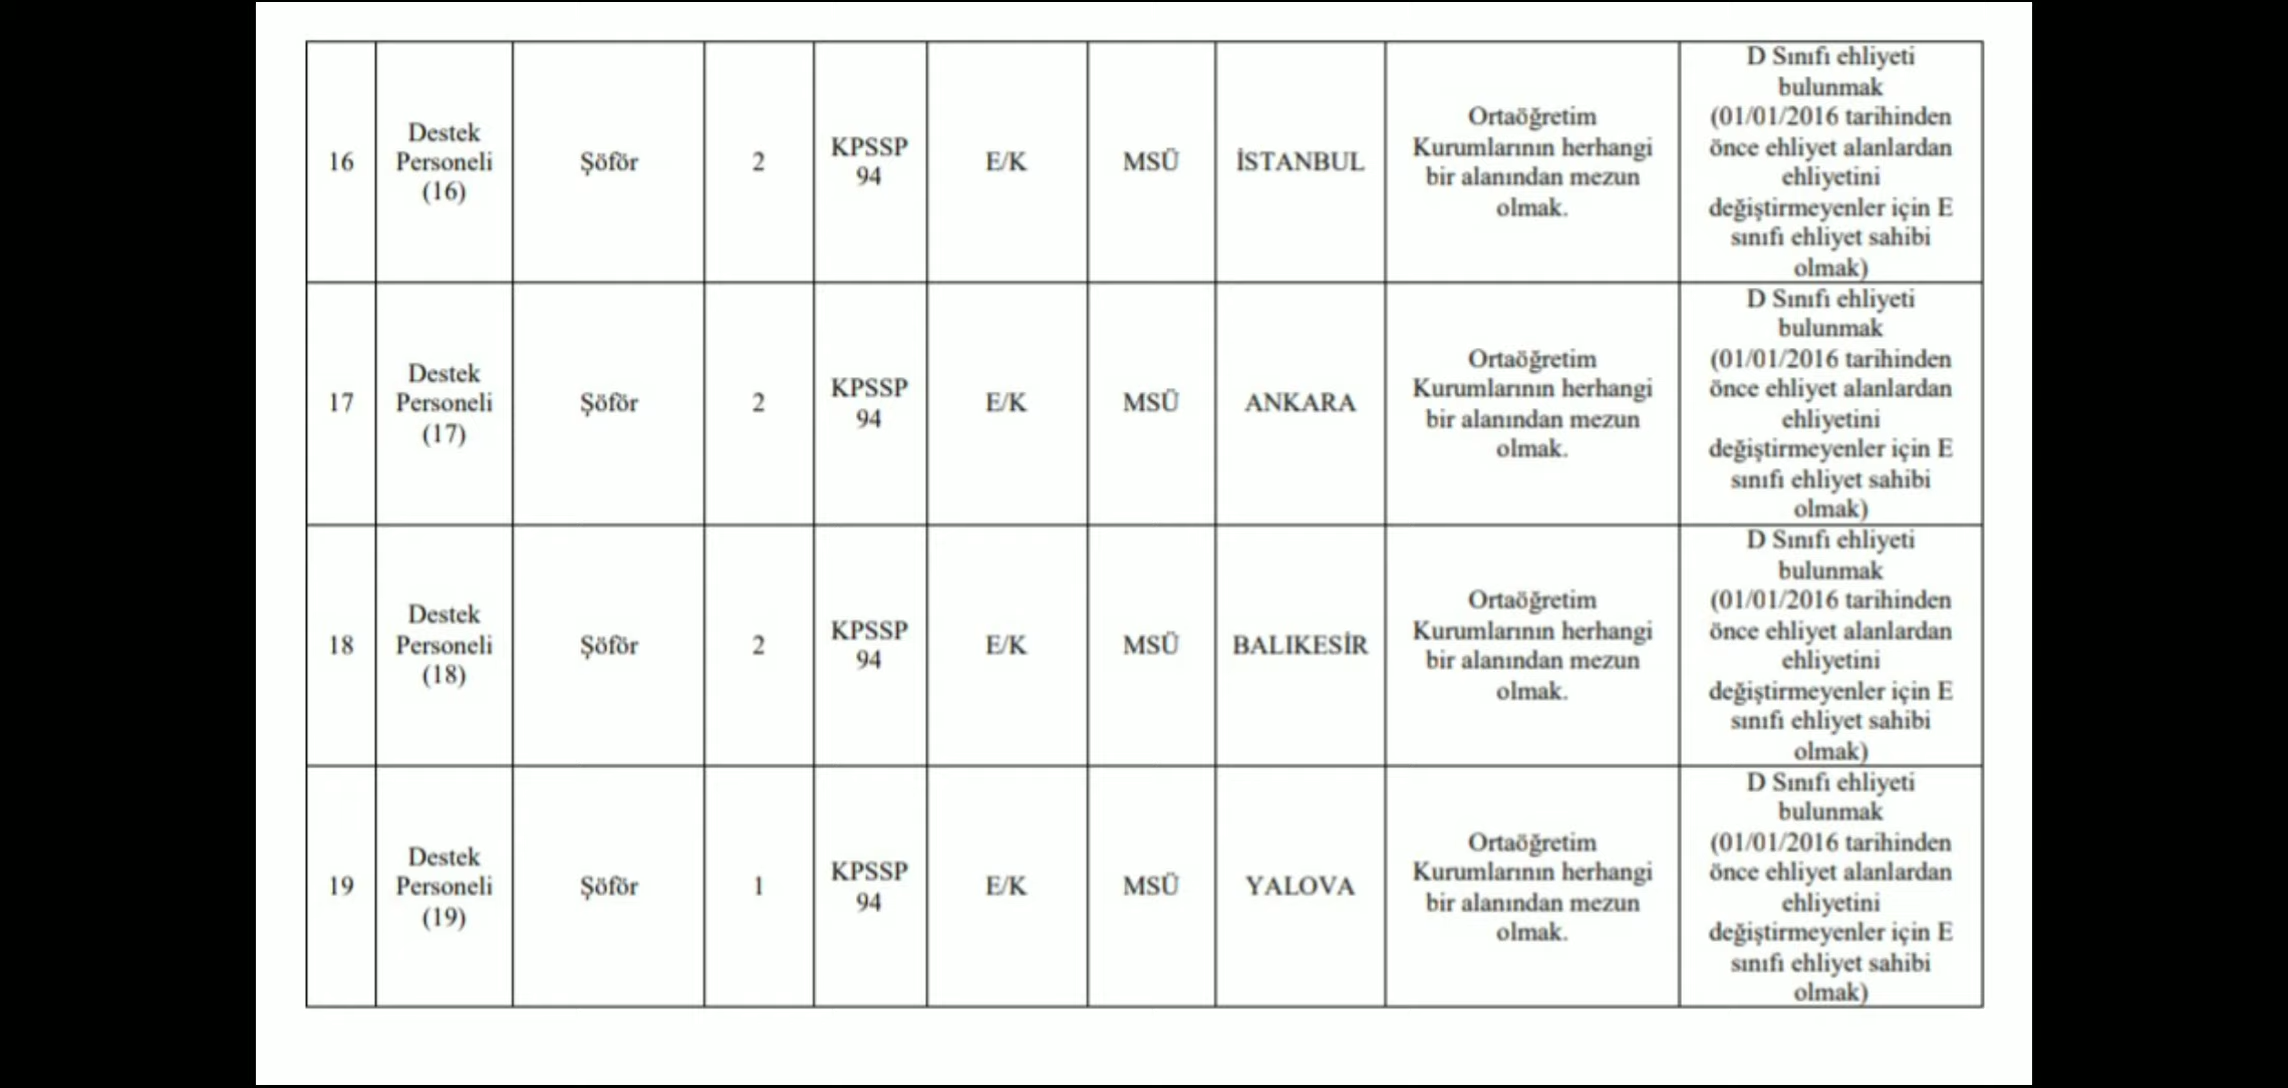 16 Destek Personeli (16) Şöför 2 KPSSP 94 E/K MSÜ İSTANBUL Ortaöğretim Kurumlarının herhangi bir alanından mezun olmak. D Sınıfı ehliyeti bulunmak (01/01/2016 tarihinden önce ehliyet alanlardan ehliyetini değiştirmeyenler için E sınıfı ehliyet sahibi olmak)
17 Destek Personeli (17) Şöför 2 KPSSP 94 E/K MSÜ ANKARA Ortaöğretim Kurumlarının herhangi bir alanından mezun olmak. D Sınıfı ehliyeti bulunmak (01/01/2016 tarihinden önce ehliyet alanlardan ehliyetini değiştirmeyenler için E sınıfı ehliyet sahibi olmak)
18 Destek Personeli (18) Şöför 2 KPSSP 94 E/K MSÜ BALIKESİR Ortaöğretim Kurumlarının herhangi bir alanından mezun olmak. D Sınıfı ehliyeti bulunmak (01/01/2016 tarihinden önce ehliyet alanlardan ehliyetini değiştirmeyenler için E sınıfı ehliyet sahibi olmak)
19 Destek Personeli (19) Şöför 1 KPSSP 94 E/K MSÜ YALOVA Ortaöğretim Kurumlarının herhangi bir alanından mezun olmak. D Sınıfı ehliyeti bulunmak (01/01/2016 tarihinden önce ehliyet alanlardan ehliyetini değiştirmeyenler için E sınıfı ehliyet sahibi olmak)